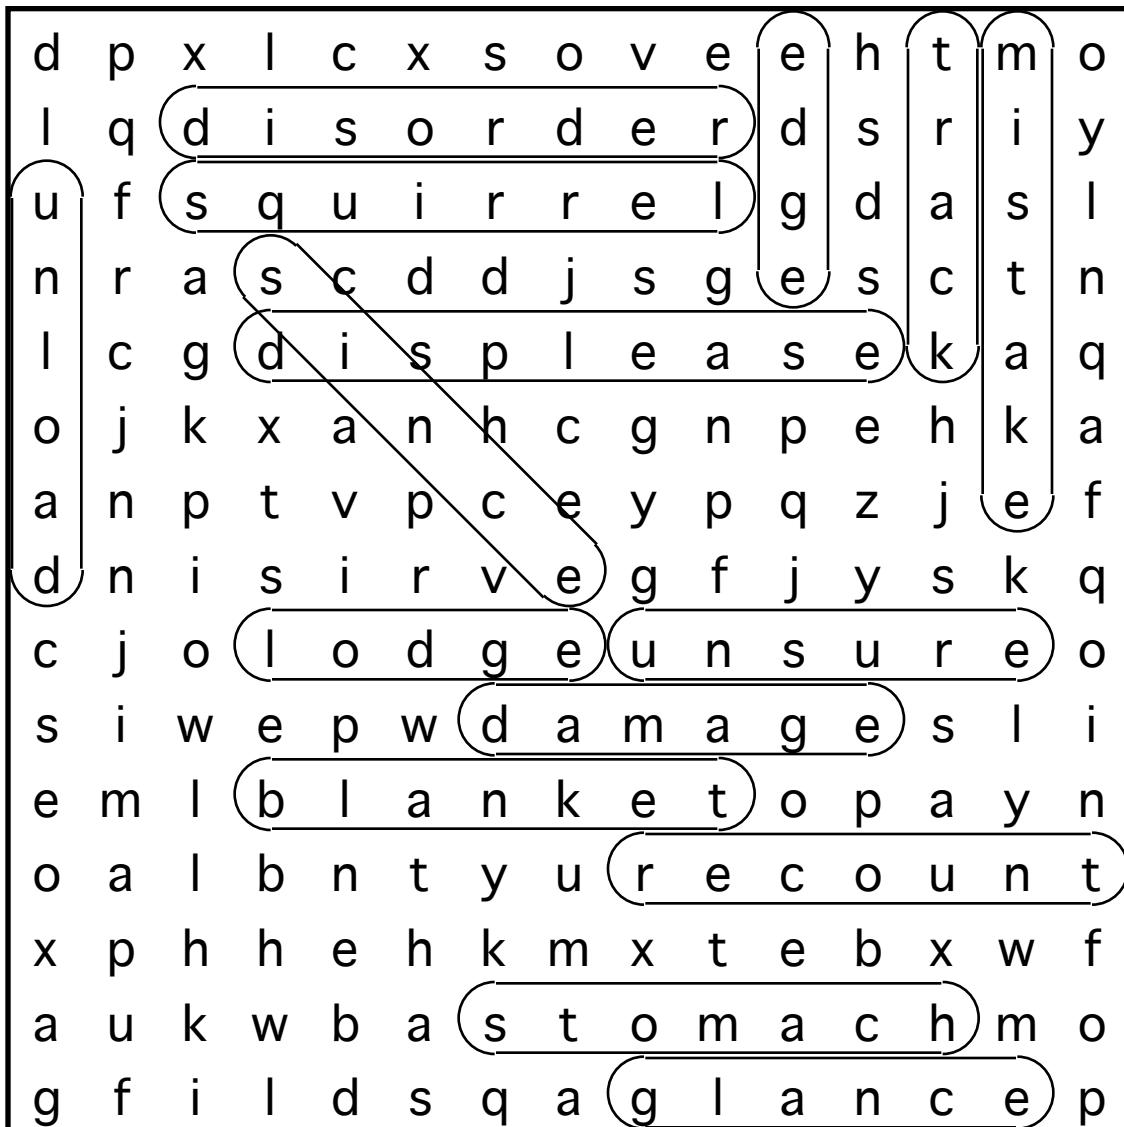 d p x l c x s o v e e h t m o
l q d i s o r d e r d s r i y
u f s q u i r r e l g d a s l
n r a s c d d j s g e s c t n
l c g d i s p l e a s e k a q
o j k x a n h c g n p e h k a
a n p t v p c e y p q z j e f
d n i s i r v e g f j y s k q
c j o l o d g e u n s u r e o
s i w e p w d a m a g e s l i
e m l b l a n k e t o p a y n
o a l b n t y u r e c o u n t
x p h h e h k m x t e b x w f
a u k w b a s t o m a c h m o
g f i l d s q a g l a n c e p